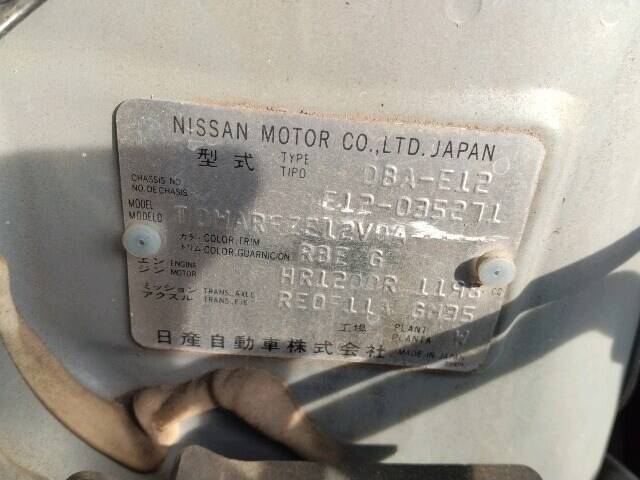 NISSAN MOTOR CO.,LTD. JAPAN
型式 TYPE TIPO DBA-E12
CHASSIS NO. NO. DE CHASIS E12-035271
MODEL MODELO
カラー COLOR,TRIM トリム COLOR,GUARNICION RBE G
エンジン ENGINE MOTOR HR12DDR 1198 CC
ミッション アクスル TRANS., AXLE TRANS., EJE RE0F11A GH35
工場 PLANT PLANTA W
日産自動車株式会社 MADE IN JAPAN